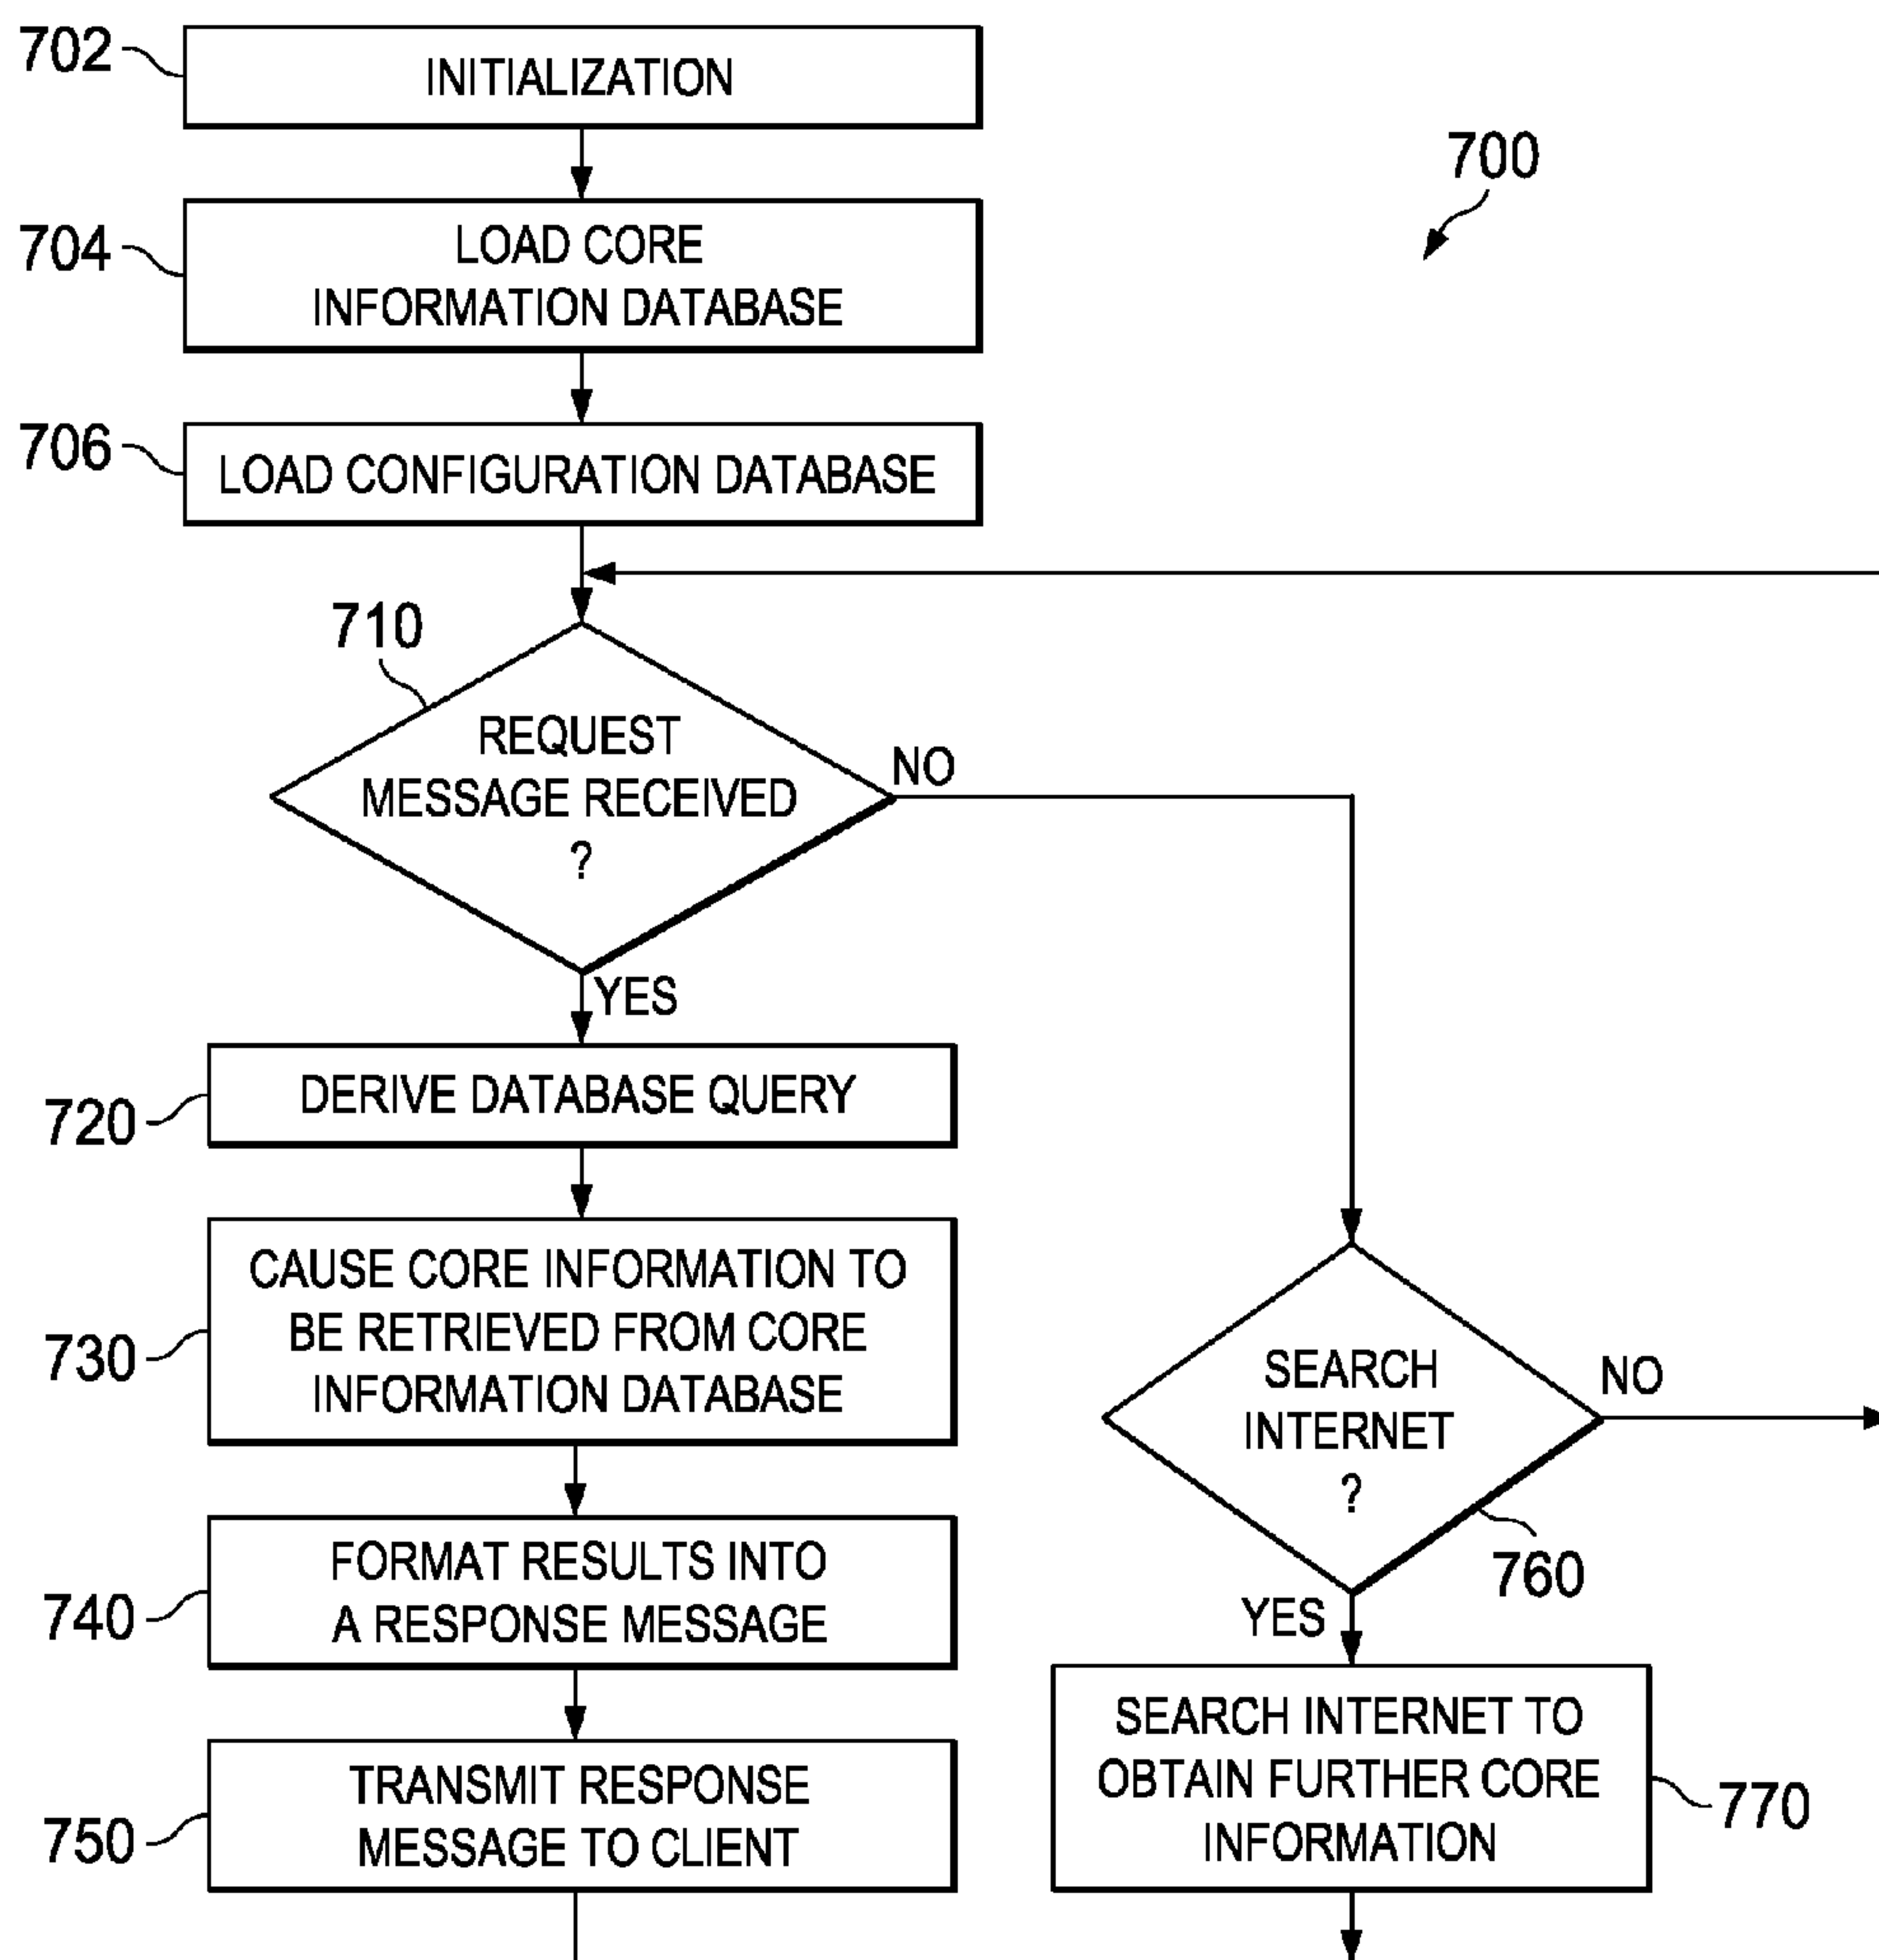 702
INITIALIZATION
700
704
LOAD CORE
INFORMATION DATABASE
706
LOAD CONFIGURATION DATABASE
710
REQUEST
MESSAGE RECEIVED
?
NO
YES
720
DERIVE DATABASE QUERY
730
CAUSE CORE INFORMATION TO
BE RETRIEVED FROM CORE
INFORMATION DATABASE
740
FORMAT RESULTS INTO
A RESPONSE MESSAGE
750
TRANSMIT RESPONSE
MESSAGE TO CLIENT
SEARCH
INTERNET
?
NO
760
YES
SEARCH INTERNET TO
OBTAIN FURTHER CORE
INFORMATION
770